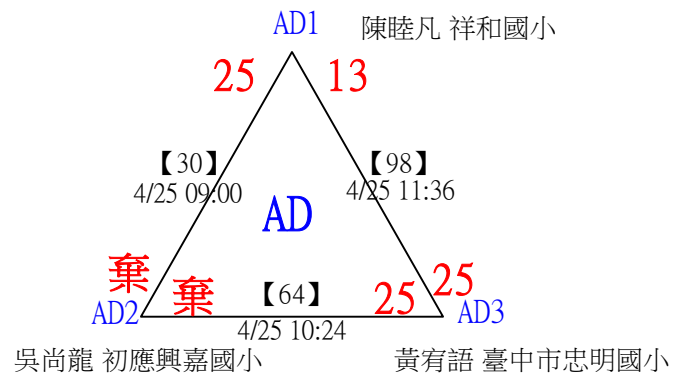 AD1 陳睦凡 祥和國小
25 13
【30】 【98】
4/25 09:00 4/25 11:36
AD
棄 棄 【64】 25 25
AD2 AD3
4/25 10:24
吳尚龍 初應興嘉國小 黃宥語 臺中市忠明國小